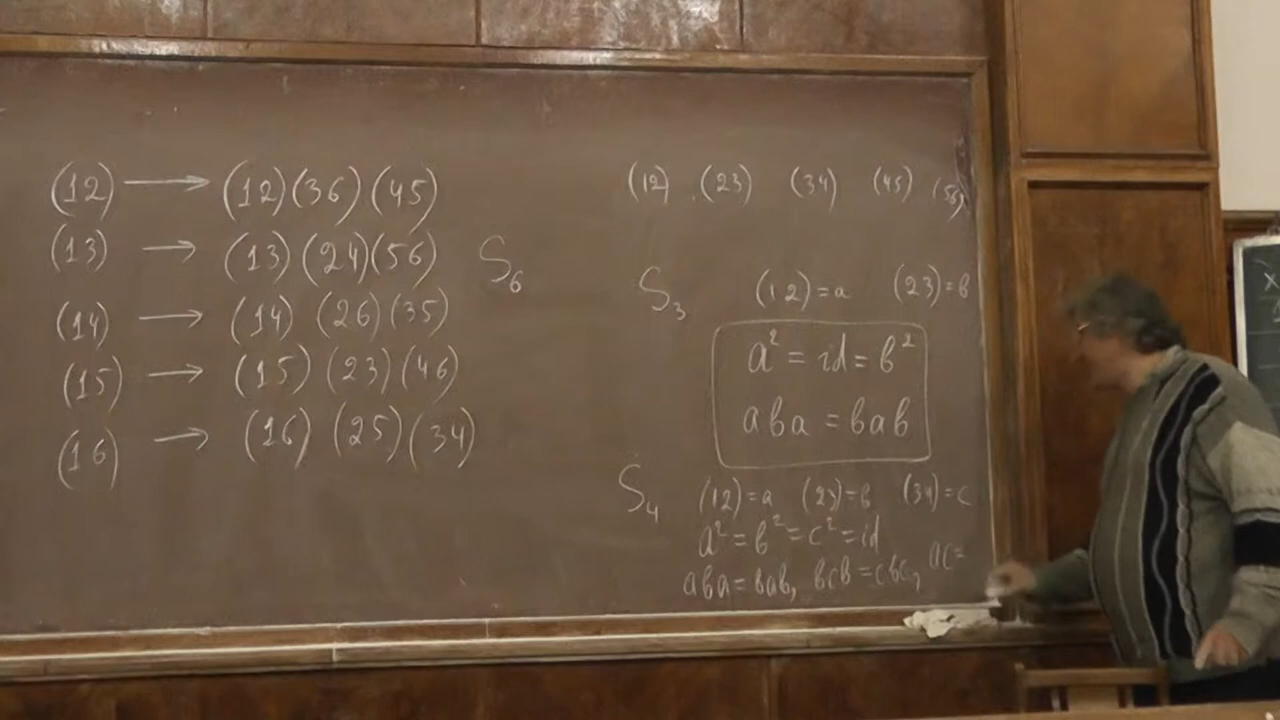 (12) → (12)(36)(45)
(13) → (13)(24)(56)
(14) → (14)(26)(35)
(15) → (15)(23)(46)
(16) → (16)(25)(34)
S₆
(12), (23) (34) (45) (56)
S₃ (12)=a (23)=b
a² = id = b²
aba = bab
S₄ (12)=a (23)=b (34)=c
a² = b² = c² = id
aba = bab, bcb = cbc, ac=
X